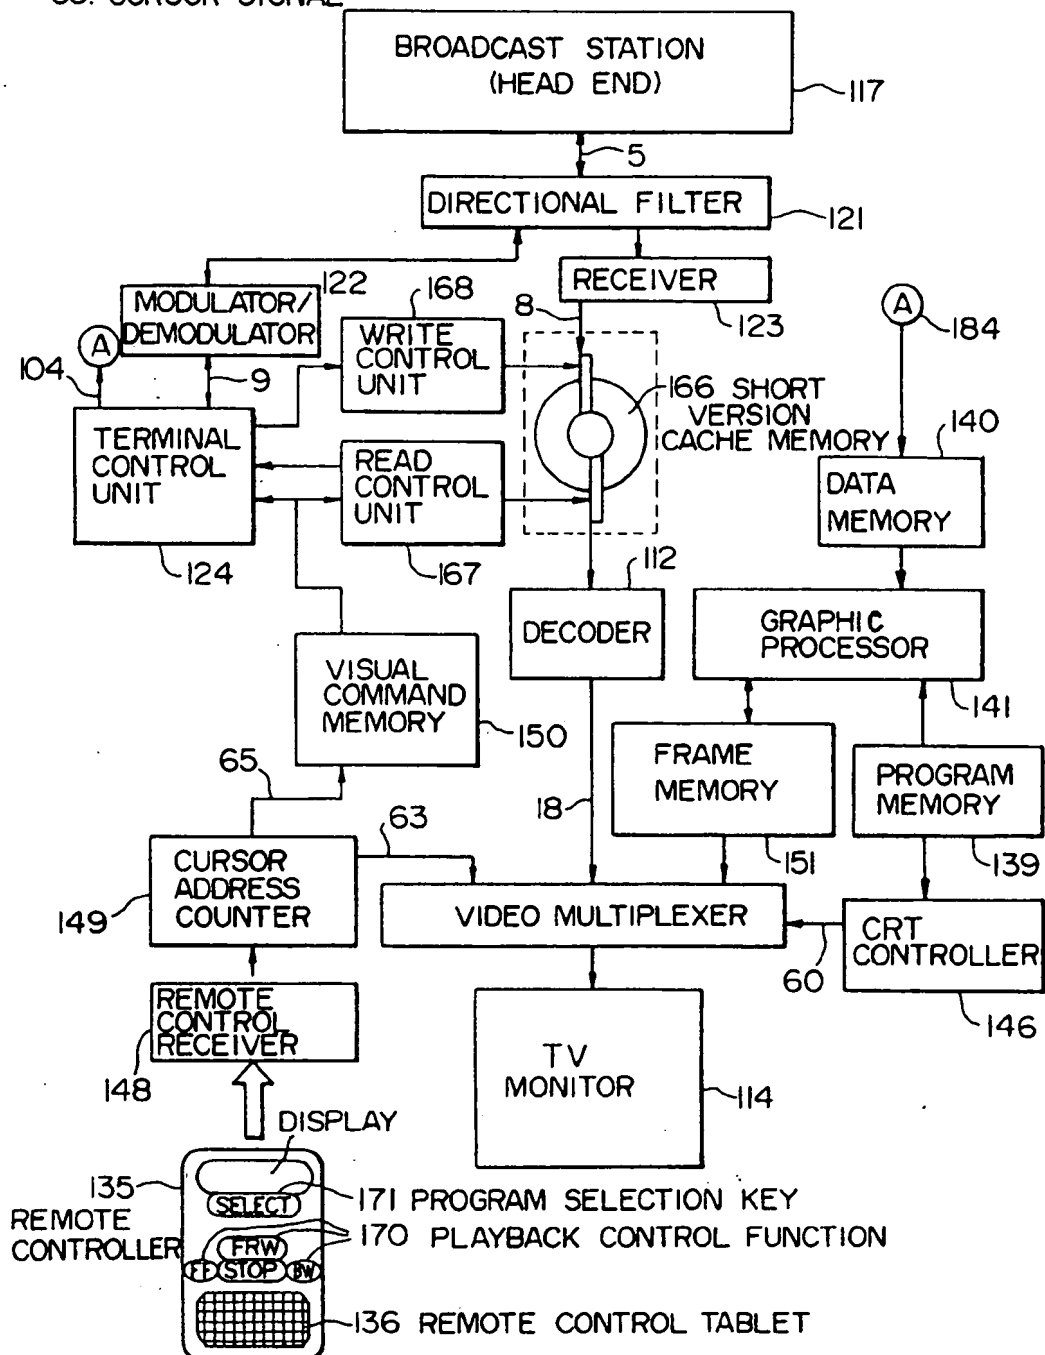 BROADCAST STATION
(HEAD END)
117
5
DIRECTIONAL FILTER
121
RECEIVER
123
122
MODULATOR/
DEMODULATOR
168
WRITE
CONTROL
UNIT
8
A
184
A
104
9
166 SHORT
VERSION
CACHE MEMORY
TERMINAL
CONTROL
UNIT
124
READ
CONTROL
UNIT
167
140
DATA
MEMORY
112
DECODER
GRAPHIC
PROCESSOR
141
VISUAL
COMMAND
MEMORY
150
FRAME
MEMORY
151
PROGRAM
MEMORY
139
65
63
18
CURSOR
ADDRESS
COUNTER
149
VIDEO MULTIPLEXER
60
CRT
CONTROLLER
146
REMOTE
CONTROL
RECEIVER
148
TV
MONITOR
114
DISPLAY
135
REMOTE
CONTROLLER
SELECT
171 PROGRAM SELECTION KEY
FRW
170 PLAYBACK CONTROL FUNCTION
FF STOP BW
136 REMOTE CONTROL TABLET